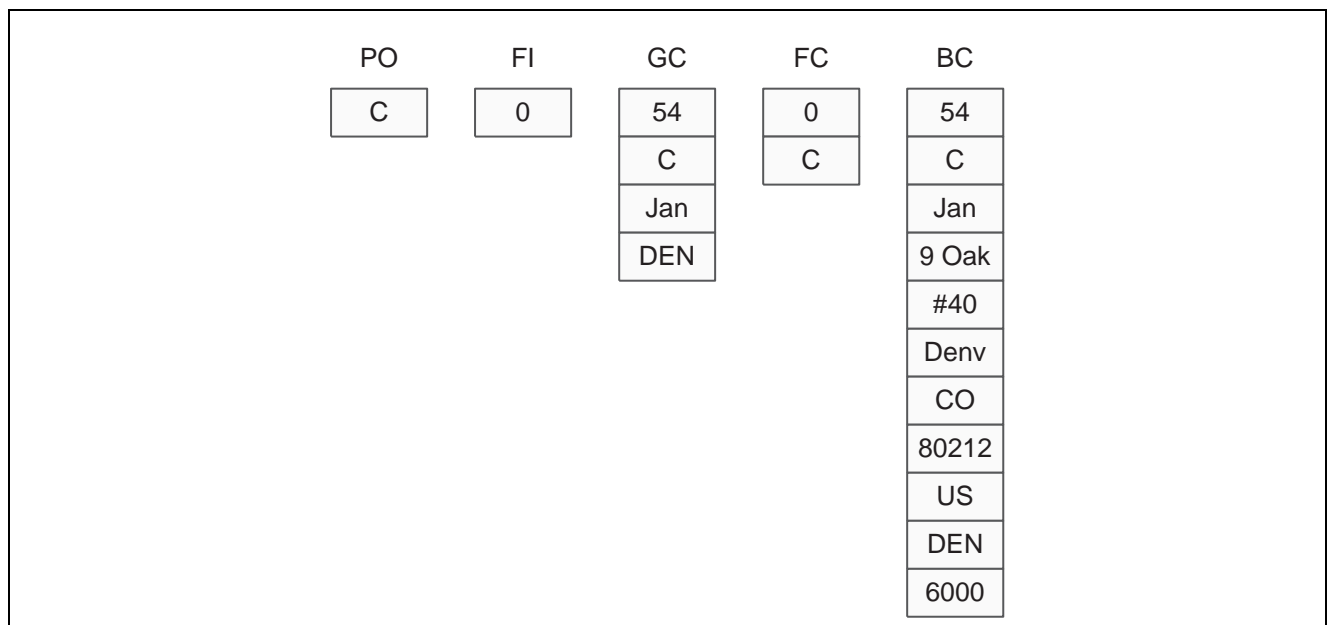 PO FI GC FC BC
C 0 54 0 54
C C C
Jan Jan
DEN 9 Oak
#40
Denv
CO
80212
US
DEN
6000